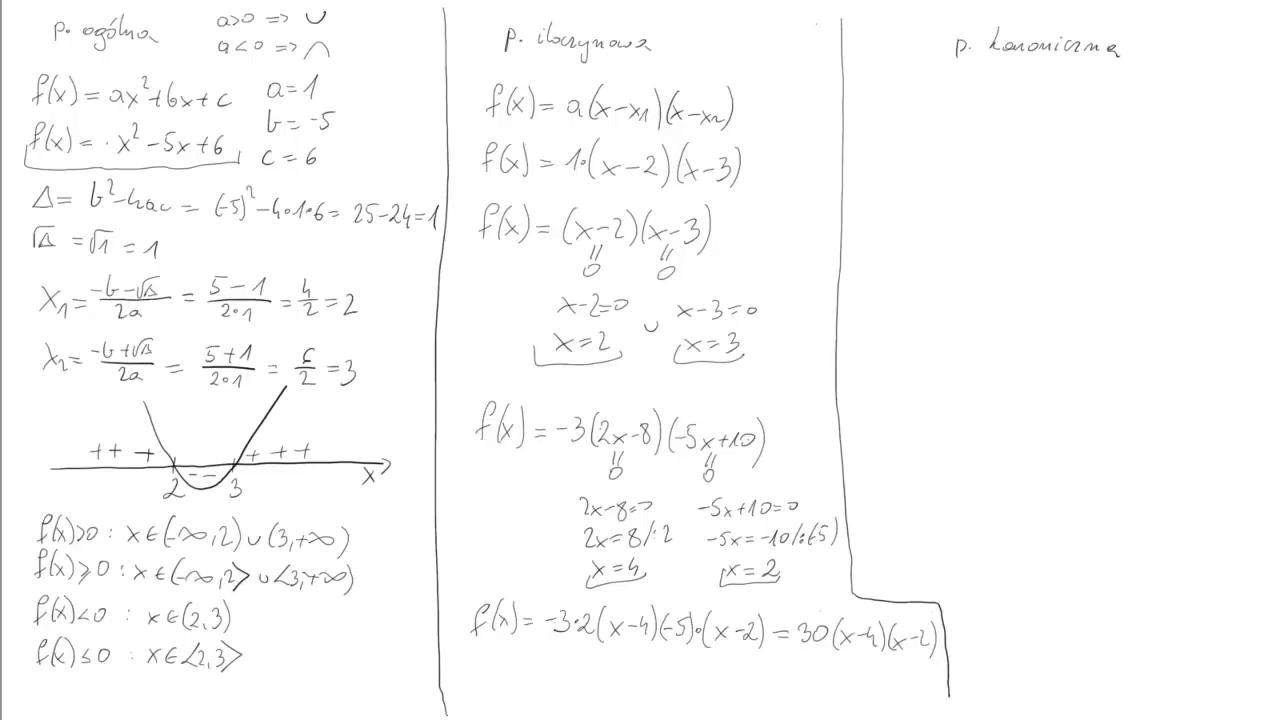 p. ogólna
a>0 => ∪
a<0 => ∩
f(x) = ax²+bx+c
a=1
f(x) = x² - 5x + 6
b = -5
c = 6
Δ = b² - 4ac = (-5)² - 4·1·6 = 25-24 = 1
√Δ = √1 = 1
x₁ = (-b-√Δ)/2a = (5-1)/(2·1) = 4/2 = 2
x₂ = (-b+√Δ)/2a = (5+1)/(2·1) = 6/2 = 3
+ + + + + +
- -
2 3 x
f(x)>0 : x∈(-∞,2)∪(3,+∞)
f(x)≥0 : x∈(-∞,2>∪<3,+∞)
f(x)<0 : x∈(2,3)
f(x)≤0 : x∈<2,3>
p. iloczynowa
f(x) = a(x-x₁)(x-x₂)
f(x) = 1·(x-2)(x-3)
f(x) = (x-2)(x-3)
= =
0 0
x-2=0 ∪ x-3=0
x=2 x=3
f(x) = -3(2x-8)(-5x+10)
= =
0 0
2x-8=0 -5x+10=0
2x=8/:2 -5x=-10/:(-5)
x=4 x=2
f(x) = -3·2(x-4)(-5)·(x-2) = 30(x-4)(x-2)
p. kanoniczna